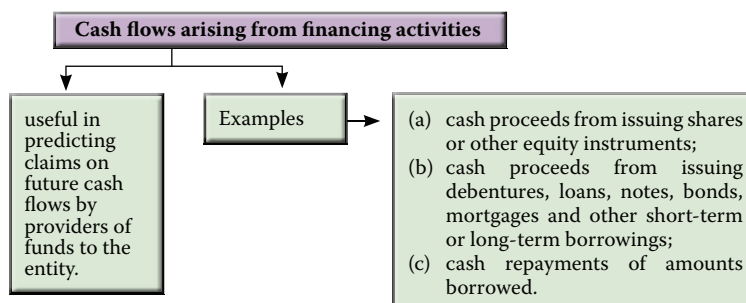 Cash flows arising from financing activities
useful in
predicting
claims on
future cash
flows by
providers of
funds to the
entity.
Examples
(a) cash proceeds from issuing shares
or other equity instruments;
(b) cash proceeds from issuing
debentures, loans, notes, bonds,
mortgages and other short-term
or long-term borrowings;
(c) cash repayments of amounts
borrowed.